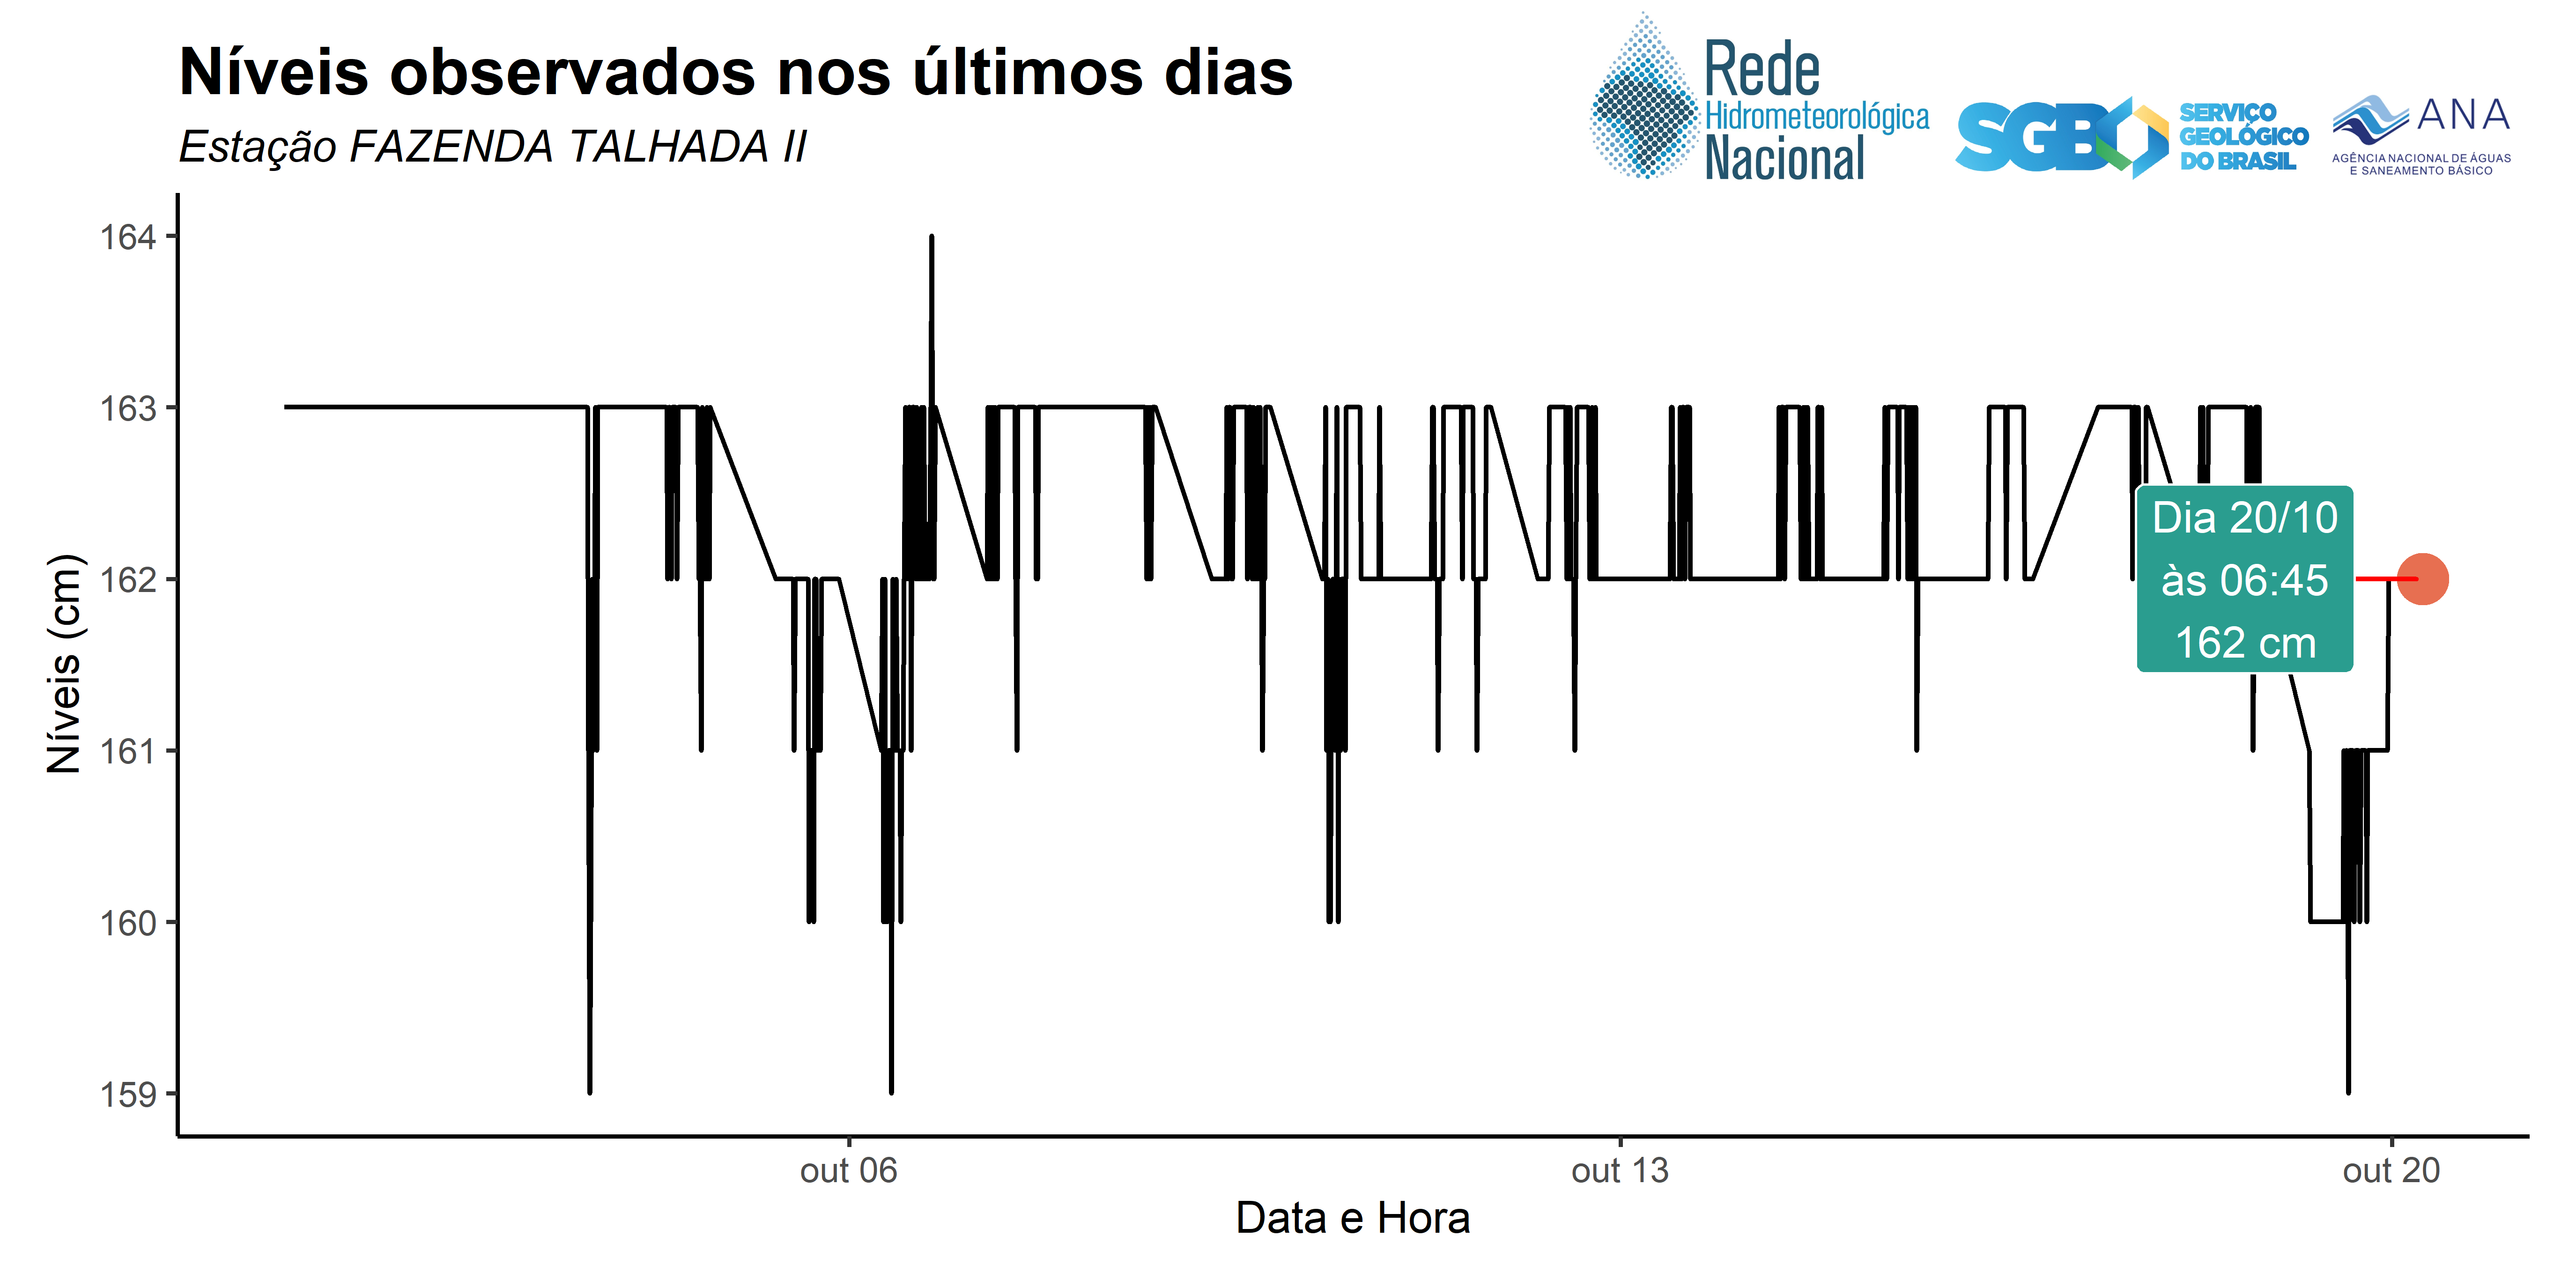 Níveis observados nos últimos dias
Estação FAZENDA TALHADA II
Rede
Hidrometeorológica
Nacional
SGB
SERVIÇO
GEOLÓGICO
DO BRASIL
ANA
AGÊNCIA NACIONAL DE ÁGUAS
E SANEAMENTO BÁSICO
Níveis (cm)
164
163
162
161
160
159
Dia 20/10
às 06:45
162 cm
out 06
out 13
out 20
Data e Hora